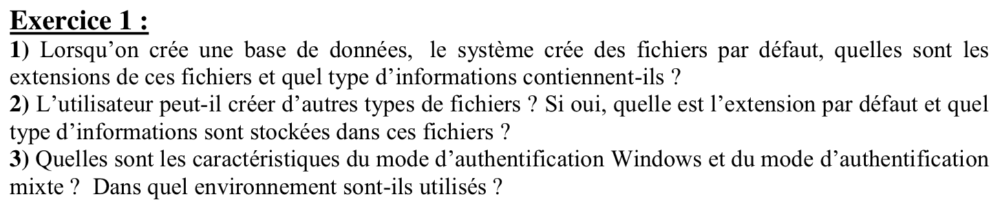 Exercice 1 :
1) Lorsqu'on crée une base de données, le système crée des fichiers par défaut, quelles sont les
extensions de ces fichiers et quel type d'informations contiennent-ils ?
2) L'utilisateur peut-il créer d'autres types de fichiers ? Si oui, quelle est l'extension par défaut et quel
type d'informations sont stockées dans ces fichiers ?
3) Quelles sont les caractéristiques du mode d'authentification Windows et du mode d'authentification
mixte ? Dans quel environnement sont-ils utilisés ?